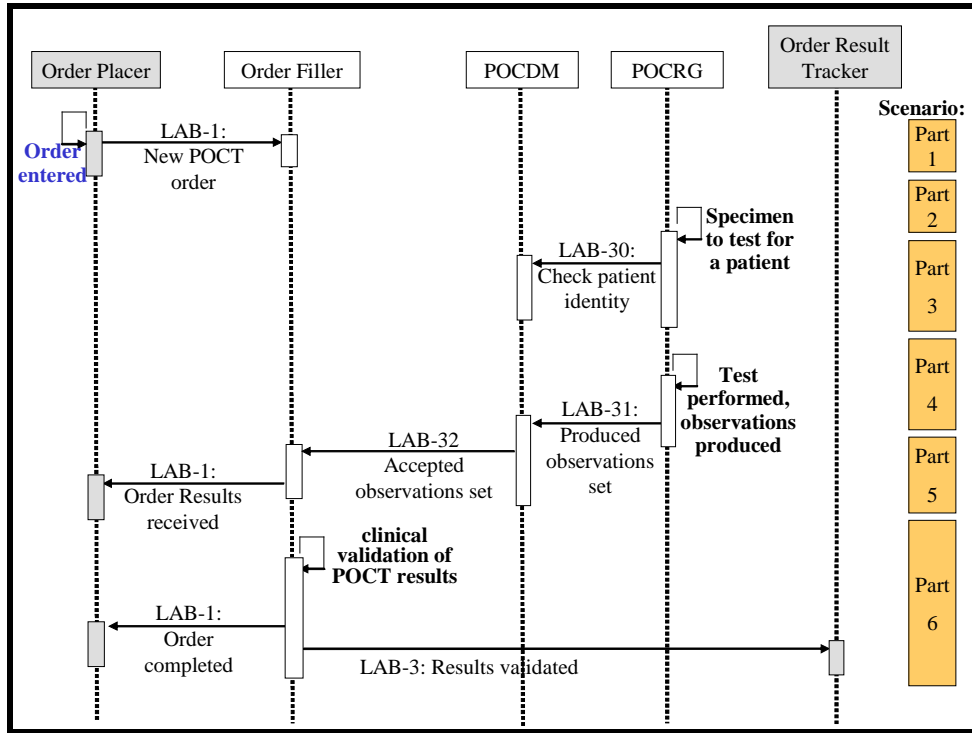 Order Placer
Order Filler
POCDM
POCRG
Order Result
Tracker
Scenario:
Order
entered
LAB-1:
New POCT
order
Part
1
Part
2
Specimen
to test for
a patient
LAB-30:
Check patient
identity
Part
3
Test
performed,
observations
produced
LAB-31:
Produced
observations
set
Part
4
LAB-32
Accepted
observations set
LAB-1:
Order Results
received
Part
5
clinical
validation of
POCT results
LAB-1:
Order
completed
LAB-3: Results validated
Part
6